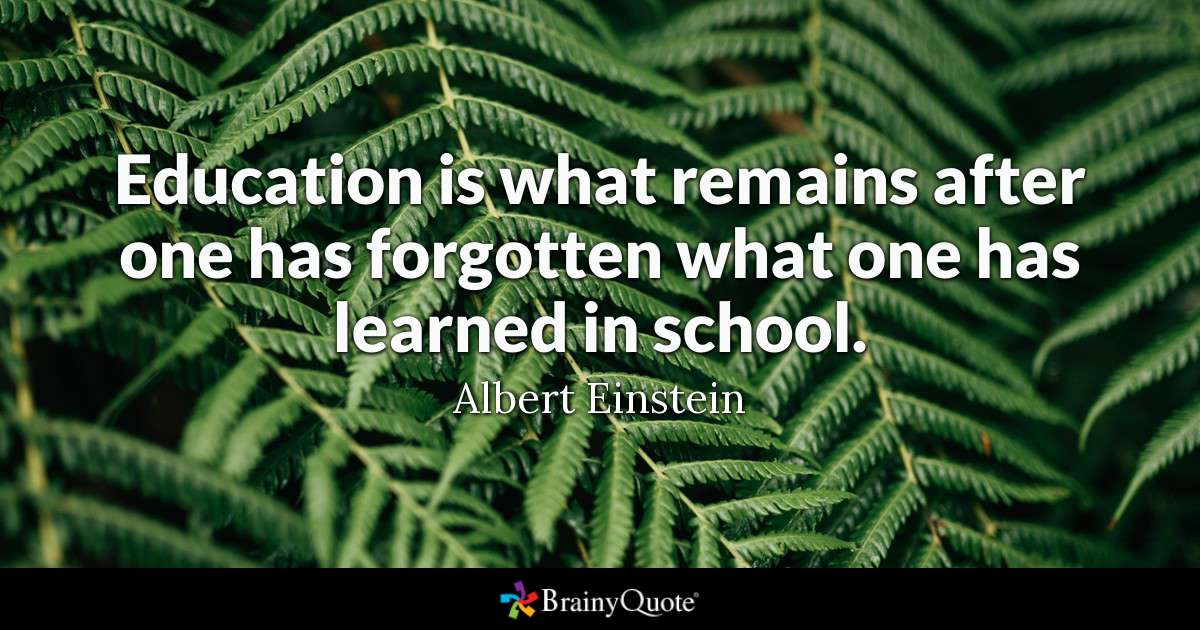 Education is what remains after
one has forgotten what one has
learned in school.
Albert Einstein
BrainyQuote®